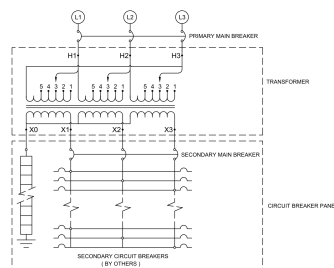 L1 L2 L3
PRIMARY MAIN BREAKER
H1 H2 H3
5 4 3 2 1 5 4 3 2 1 5 4 3 2 1
TRANSFORMER
X0 X1 X2 X3
SECONDARY MAIN BREAKER
CIRCUIT BREAKER PANE
SECONDARY CIRCUIT BREAKERS
( BY OTHERS )